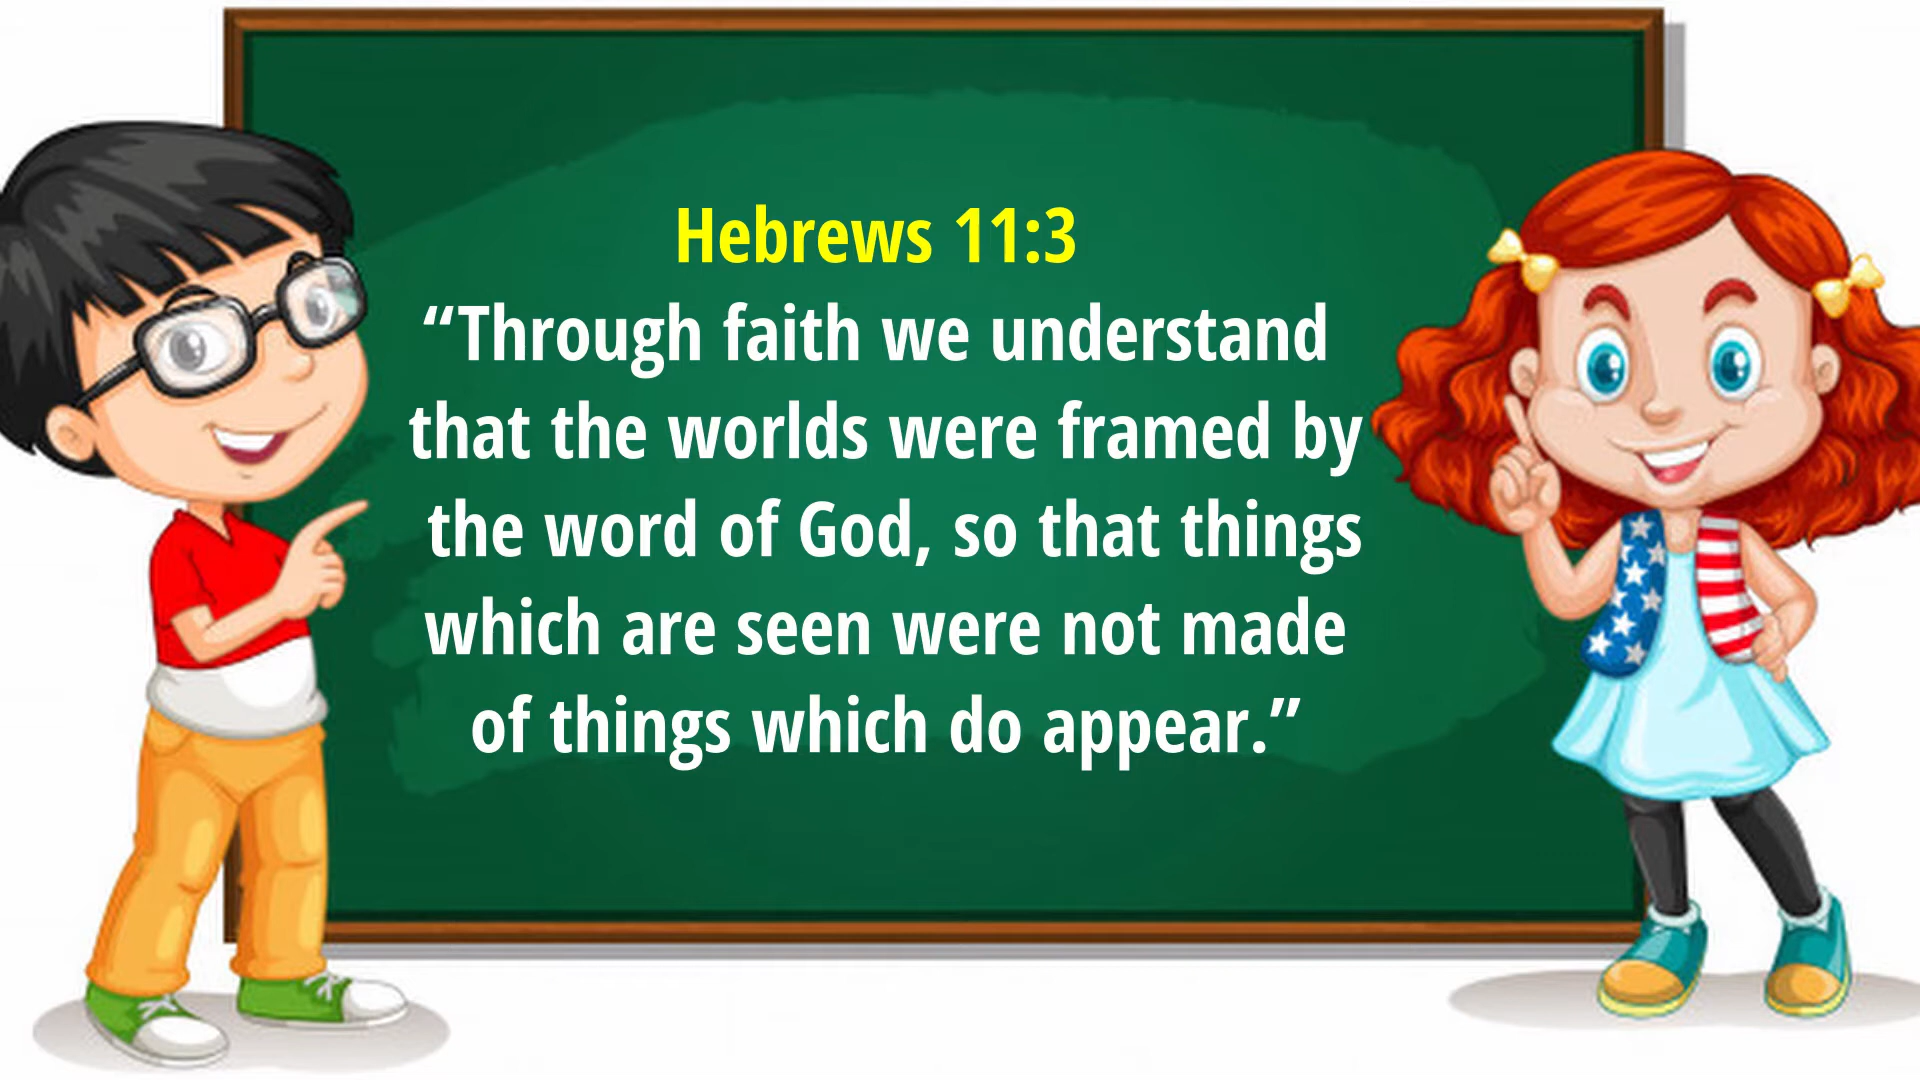 Hebrews 11:3
“Through faith we understand
that the worlds were framed by
the word of God, so that things
which are seen were not made
of things which do appear.”